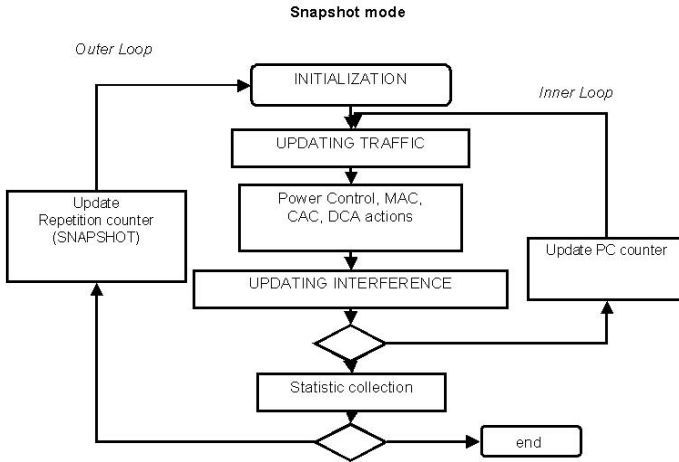 Snapshot mode
Outer Loop
INITIALIZATION
Inner Loop
UPDATING TRAFFIC
Power Control, MAC,
CAC, DCA actions
Update
Repetition counter
(SNAPSHOT)
Update PC counter
UPDATING INTERFERENCE
Statistic collection
end